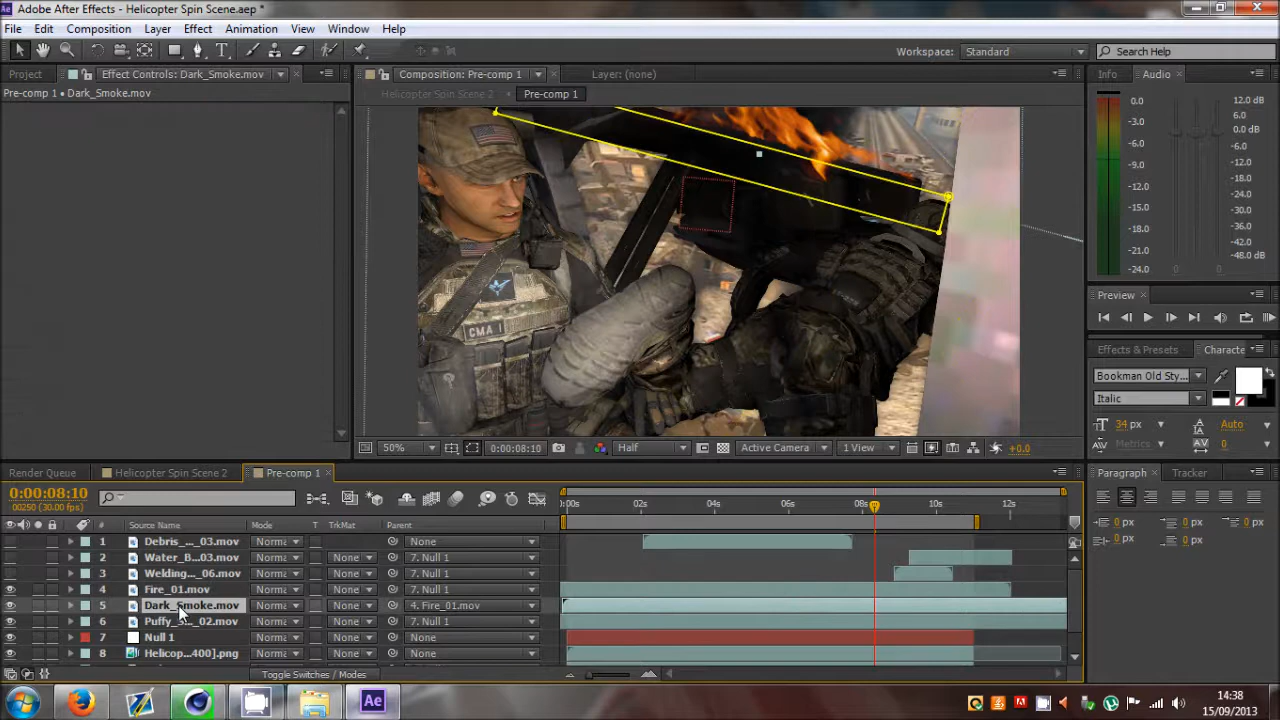 Adobe After Effects - Helicopter Spin Scene.aep *
File Edit Composition Layer Effect Animation View Window Help
Workspace: Standard Search Help
Project Effect Controls: Dark_Smoke.mov Composition: Pre-comp 1 Layer: (none) Info Audio
Pre-comp 1 • Dark_Smoke.mov Helicopter Spin Scene 2 Pre-comp 1
0.0 12.0 dB
-3.0 6.0
-6.0 0.0 dB
-9.0 -6.0
-12.0 -12.0
-15.0 -18.0
-18.0 -24.0
-21.0 -30.0
-24.0 -36.0
-42.0
-48.0 dB
0 0
CMA I
Preview
Effects & Presets Characte
Bookman Old Sty...
Italic
34 px Auto
Metrics 0
50% 0:00:08:10 Half Active Camera 1 View +0.0
Render Queue Helicopter Spin Scene 2 Pre-comp 1 Paragraph Tracker
0:00:08:10
00250 (30.00 fps)
0 px 0 px 0 px
0 px 0 px
:00s 02s 04s 06s 08s 10s 12s
Source Name Mode T TrkMat Parent
1 Debris_..._03.mov Norma None
2 Water_B...03.mov Norma None 7. Null 1
3 Welding..._06.mov Norma None 7. Null 1
4 Fire_01.mov Norma None 7. Null 1
5 Dark_Smoke.mov Norma None 4. Fire_01.mov
6 Puffy_..._02.mov Norma None 7. Null 1
7 Null 1 Norma None None
8 Helicop...400].png Norma None 7. Null 1
Toggle Switches / Modes
Ae
14:38
15/09/2013